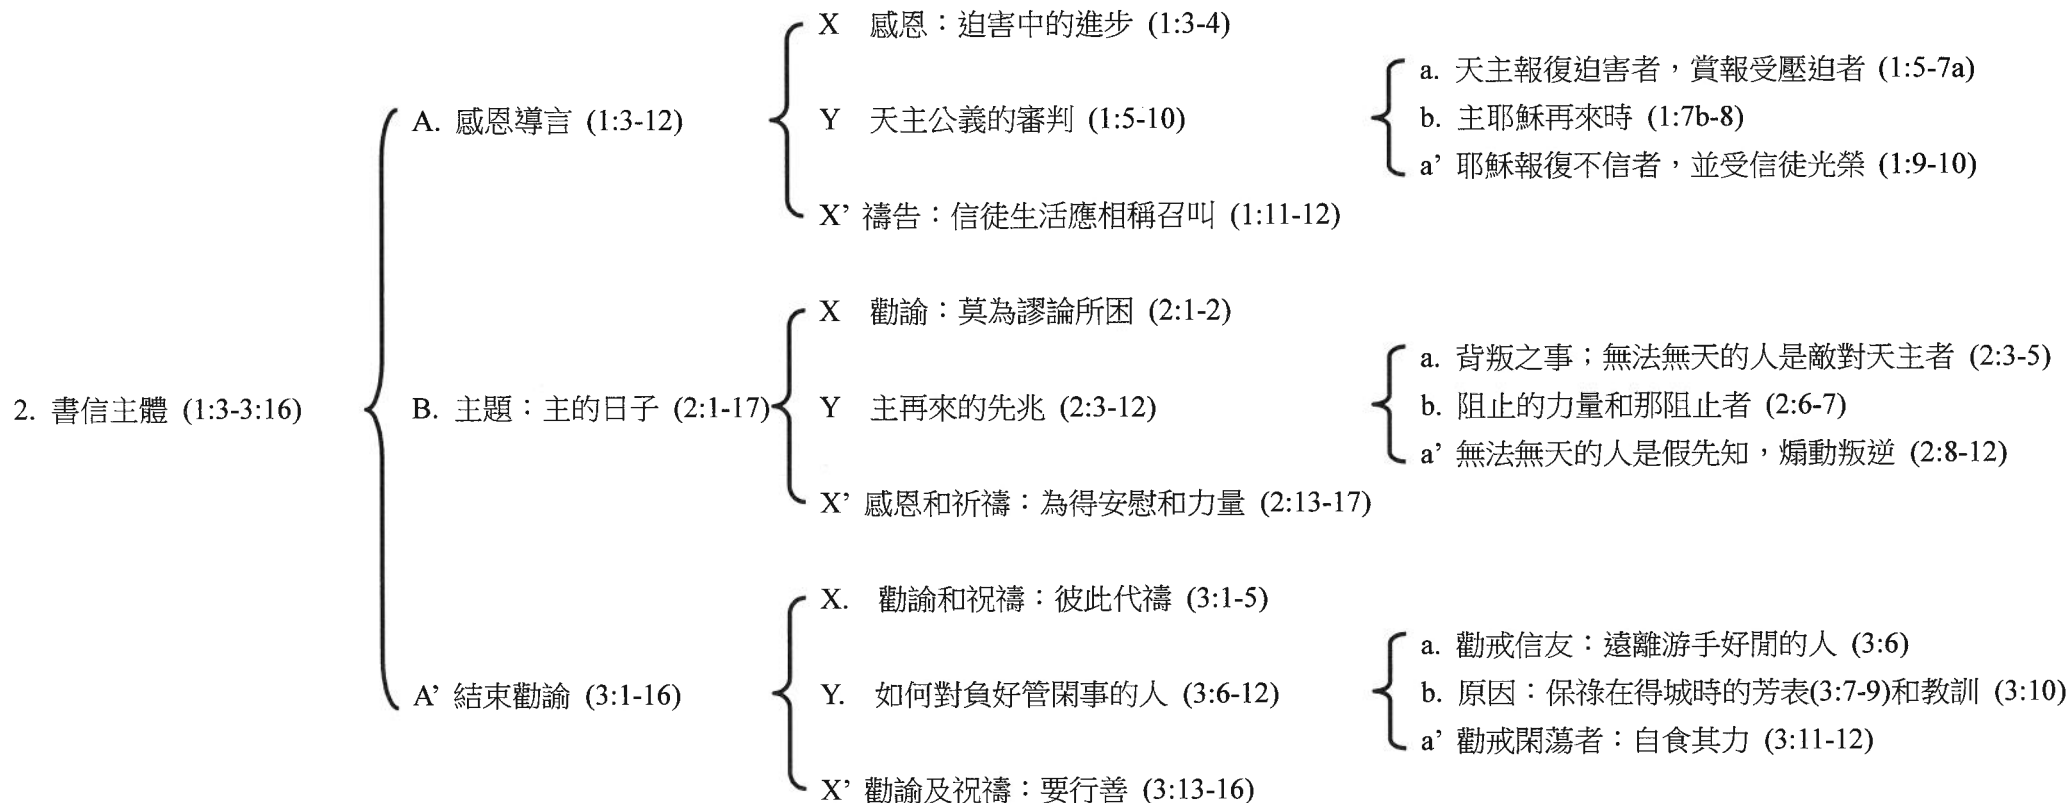 2. 書信主體 (1:3-3:16)
A. 感恩導言 (1:3-12)
X 感恩：迫害中的進步 (1:3-4)
Y 天主公義的審判 (1:5-10)
a. 天主報復迫害者，賞報受壓迫者 (1:5-7a)
b. 主耶穌再來時 (1:7b-8)
a’ 耶穌報復不信者，並受信徒光榮 (1:9-10)
X’ 禱告：信徒生活應相稱召叫 (1:11-12)
B. 主題：主的日子 (2:1-17)
X 勸諭：莫為謬論所困 (2:1-2)
Y 主再來的先兆 (2:3-12)
a. 背叛之事；無法無天的人是敵對天主者 (2:3-5)
b. 阻止的力量和那阻止者 (2:6-7)
a’ 無法無天的人是假先知，煽動叛逆 (2:8-12)
X’ 感恩和祈禱：為得安慰和力量 (2:13-17)
A’ 結束勸諭 (3:1-16)
X. 勸諭和祝禱：彼此代禱 (3:1-5)
Y. 如何對負好管閑事的人 (3:6-12)
a. 勸戒信友：遠離游手好閒的人 (3:6)
b. 原因：保祿在得城時的芳表(3:7-9)和教訓 (3:10)
a’ 勸戒閑蕩者：自食其力 (3:11-12)
X’ 勸諭及祝禱：要行善 (3:13-16)